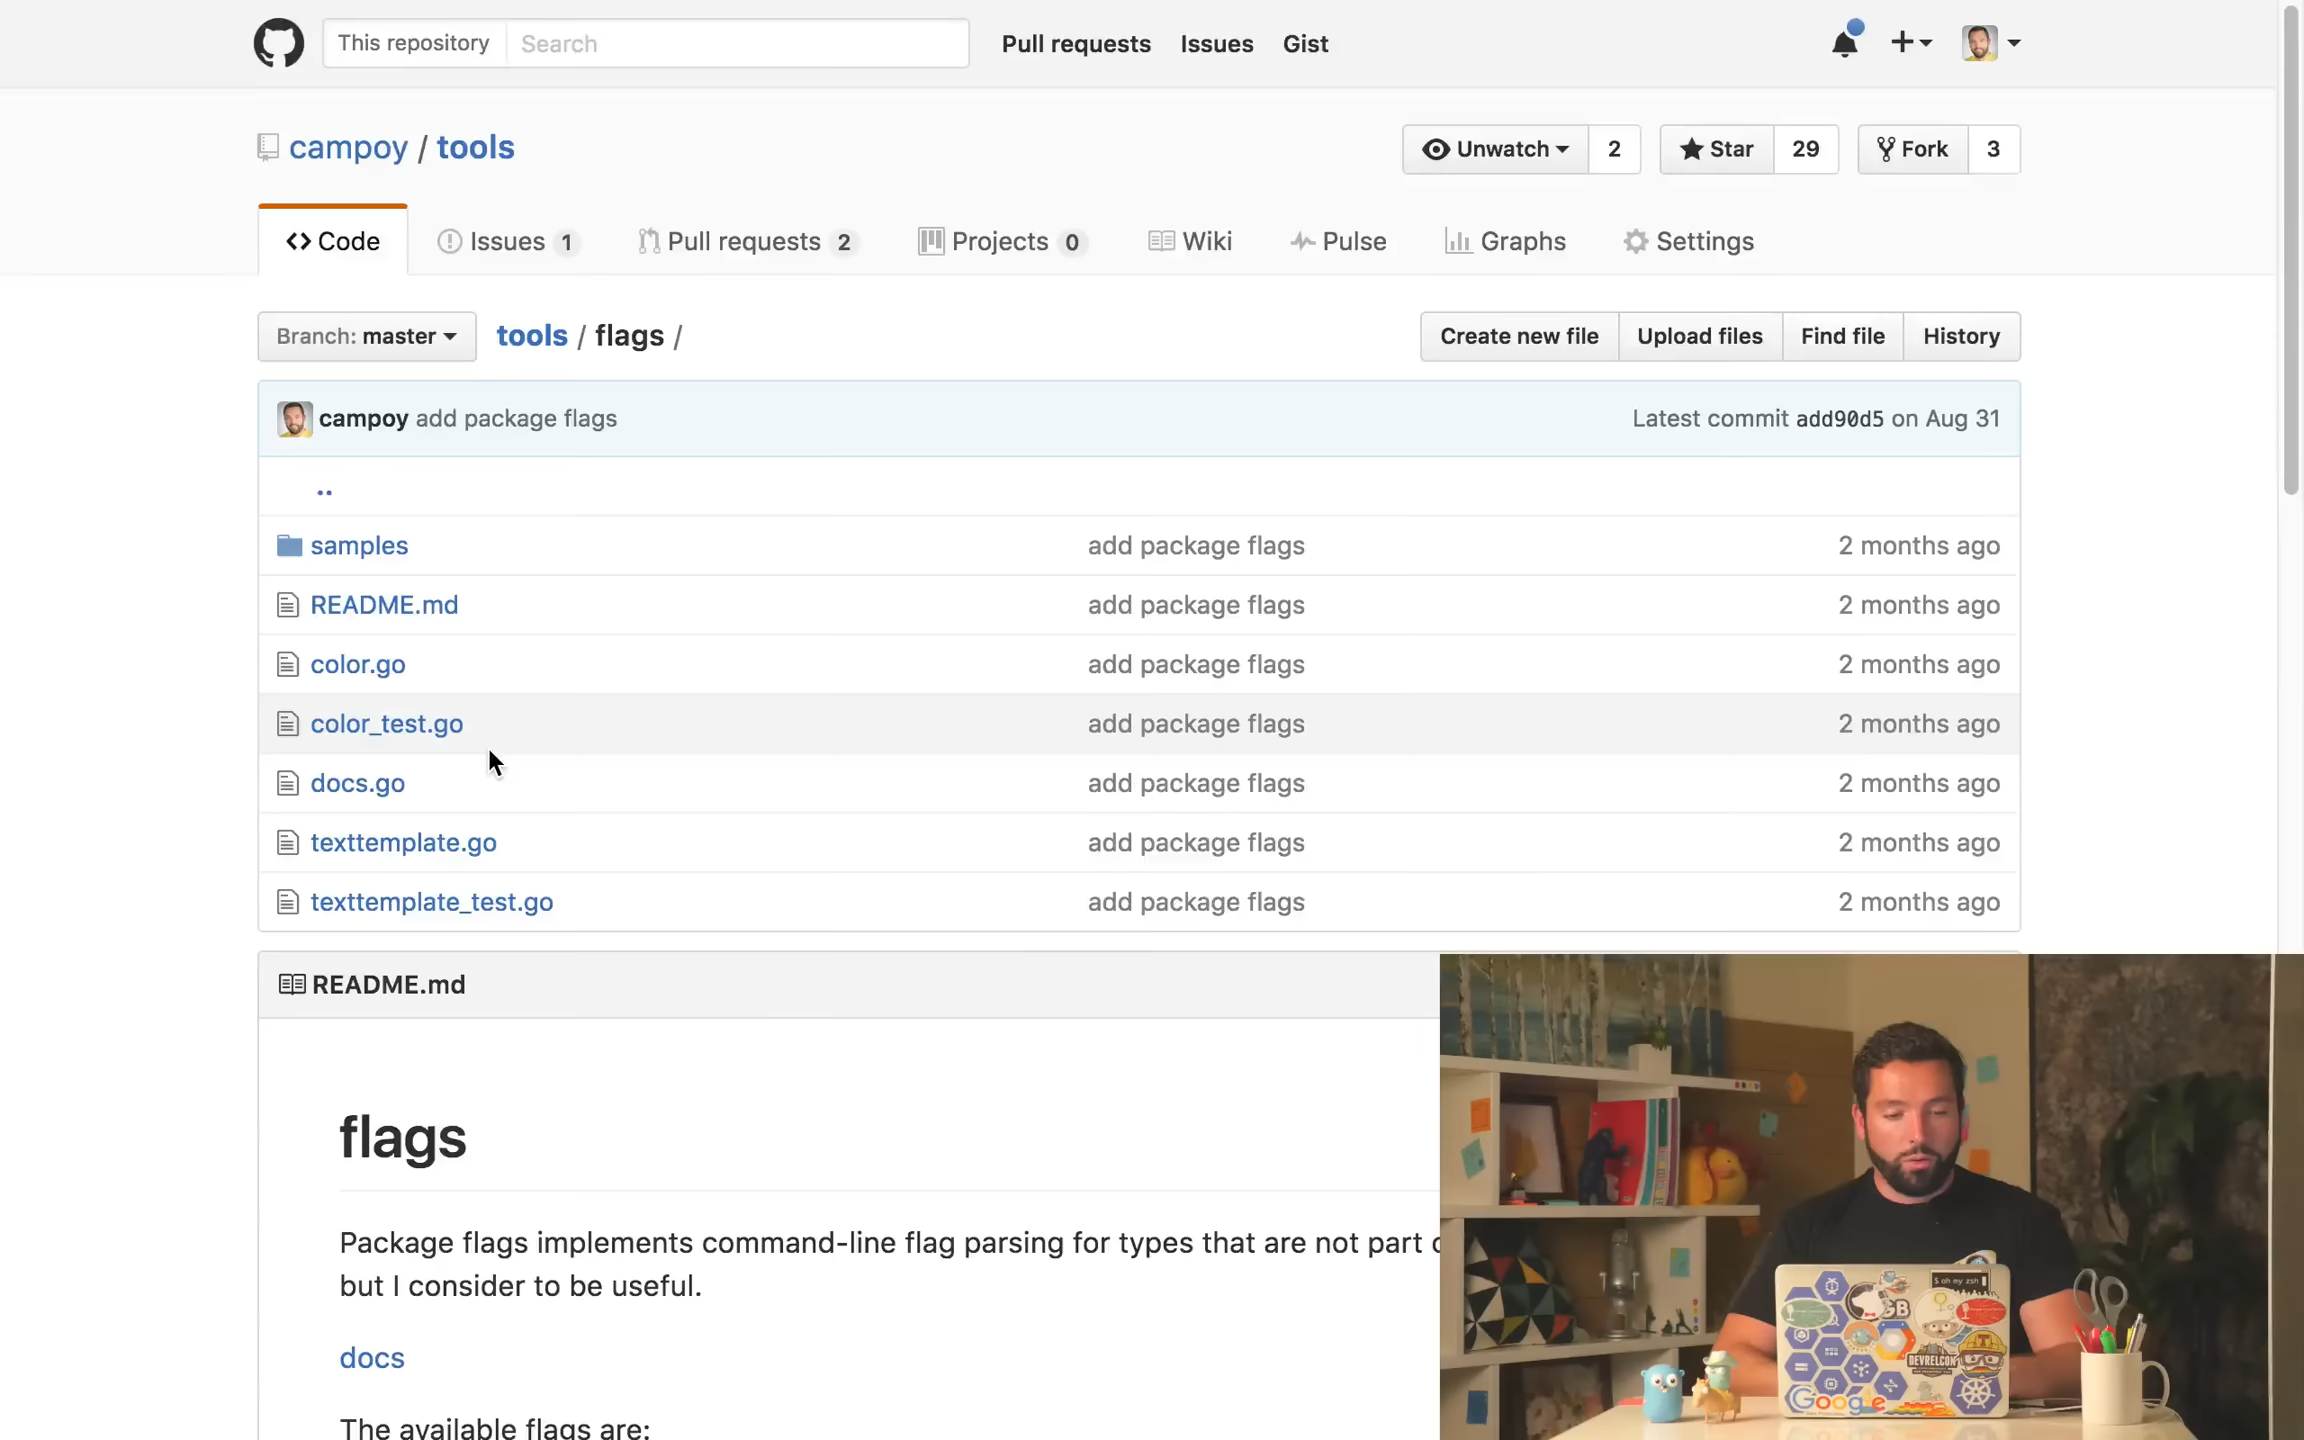 This repository Search Pull requests Issues Gist
campoy / tools Unwatch 2 Star 29 Fork 3
Code Issues 1 Pull requests 2 Projects 0 Wiki Pulse Graphs Settings
Branch: master tools / flags / Create new file Upload files Find file History
campoy add package flags Latest commit add90d5 on Aug 31
..
samples add package flags 2 months ago
README.md add package flags 2 months ago
color.go add package flags 2 months ago
color_test.go add package flags 2 months ago
docs.go add package flags 2 months ago
texttemplate.go add package flags 2 months ago
texttemplate_test.go add package flags 2 months ago
README.md
flags
Package flags implements command-line flag parsing for types that are not part
but I consider to be useful.
docs
The available flags are:
$ oh my zsh
GB
DEVRELCON
Google